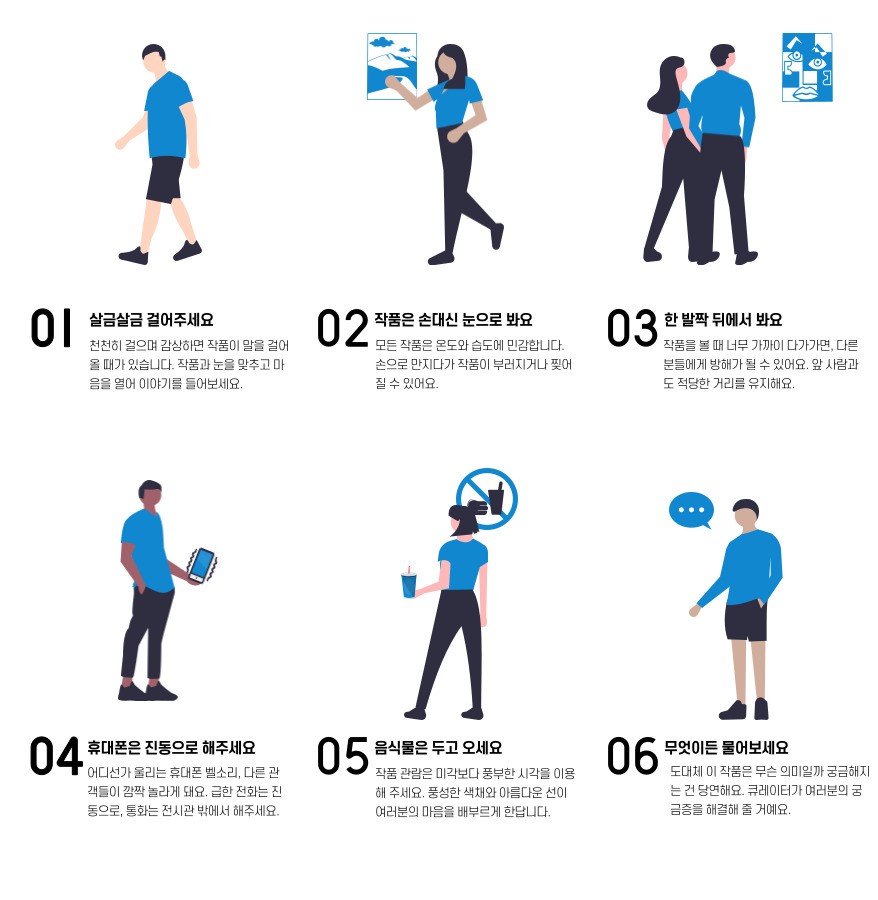 01
살금살금 걸어주세요
천천히 걸으며 감상하면 작품이 말을 걸어
올 때가 있습니다. 작품과 눈을 맞추고 마
음을 열어 이야기를 들어보세요.
02
작품은 손대신 눈으로 봐요
모든 작품은 온도와 습도에 민감합니다.
손으로 만지다가 작품이 부러지거나 찢어
질 수 있어요.
03
한 발짝 뒤에서 봐요
작품을 볼 때 너무 가까이 다가가면, 다른
분들에게 방해가 될 수 있어요. 앞 사람과
도 적당한 거리를 유지해요.
04
휴대폰은 진동으로 해주세요
어디선가 울리는 휴대폰 벨소리, 다른 관
객들이 깜짝 놀라게 돼요. 급한 전화는 진
동으로, 통화는 전시관 밖에서 해주세요.
05
음식물은 두고 오세요
작품 관람은 미각보다 풍부한 시각을 이용
해 주세요. 풍성한 색채와 아름다운 선이
여러분의 마음을 배부르게 한답니다.
06
무엇이든 물어보세요
도대체 이 작품은 무슨 의미일까 궁금해지
는 건 당연해요. 큐레이터가 여러분의 궁
금증을 해결해 줄 거예요.